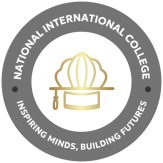 NATIONAL INTERNATIONAL COLLEGE
INSPIRING MINDS, BUILDING FUTURES